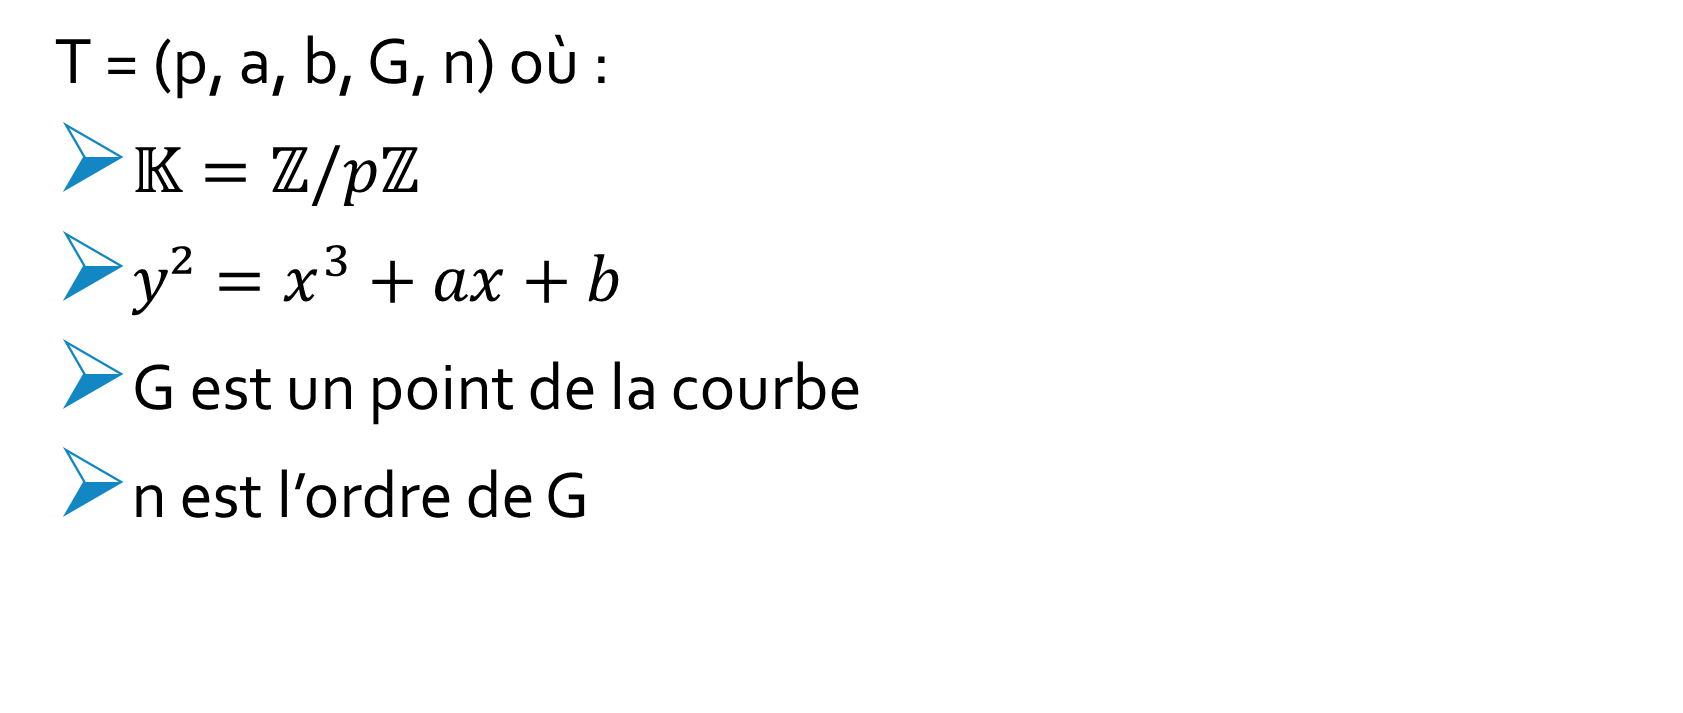 T = (p, a, b, G, n) où :
➢ 𝕂 = ℤ/pℤ
➢ y² = x³ + ax + b
➢ G est un point de la courbe
➢ n est l’ordre de G